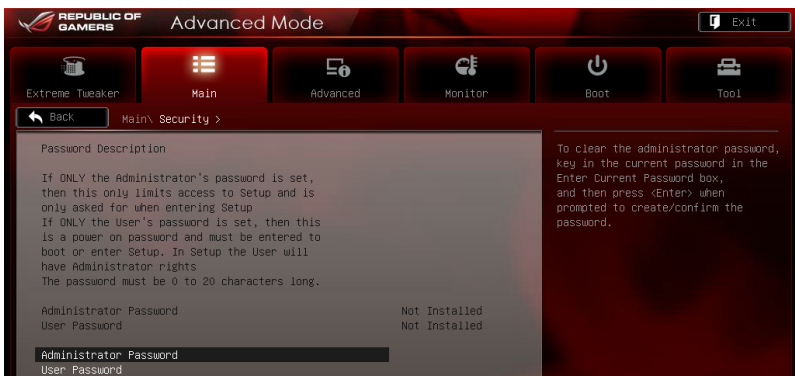 REPUBLIC OF
GAMERS
Advanced Mode
Exit
Extreme Tweaker
Main
Advanced
Monitor
Boot
Tool
Back
Main\ Security >
Password Description
If ONLY the Administrator's password is set,
then this only limits access to Setup and is
only asked for when entering Setup
If ONLY the User's password is set, then this
is a power on password and must be entered to
boot or enter Setup. In Setup the User will
have Administrator rights
The password must be 0 to 20 characters long.
Administrator Password Not Installed
User Password Not Installed
Administrator Password
User Password
To clear the administrator password,
key in the current password in the
Enter Current Password box,
and then press <Enter> when
prompted to create/confirm the
password.